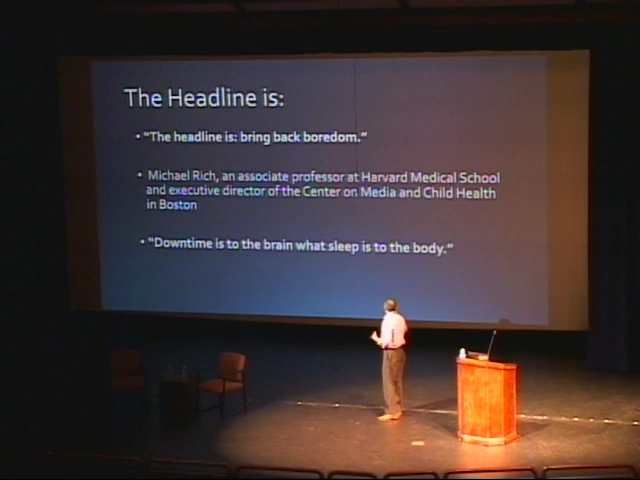 The Headline is:
• “The headline is: bring back boredom.”
• Michael Rich, an associate professor at Harvard Medical School
and executive director of the Center on Media and Child Health
in Boston
• “Downtime is to the brain what sleep is to the body.”